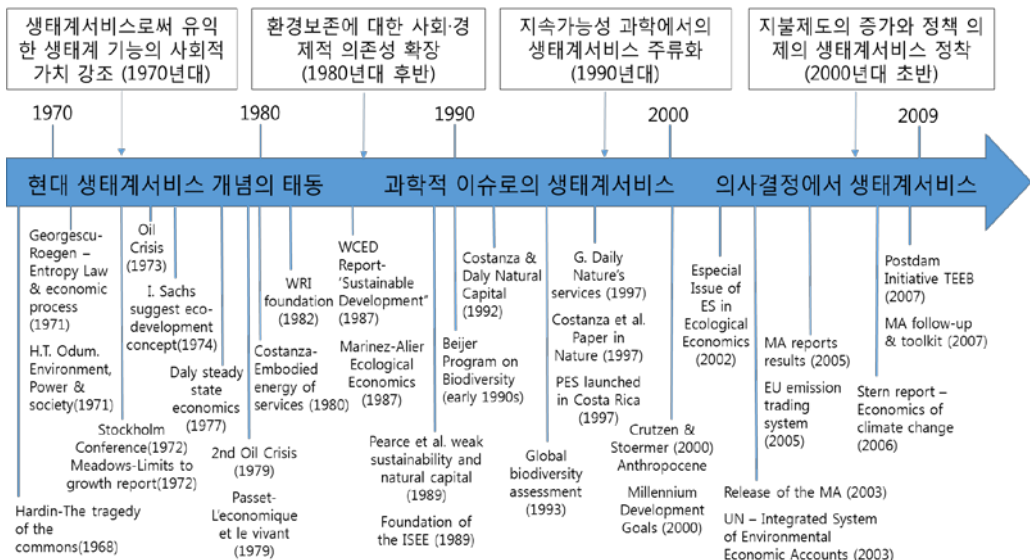 생태계서비스로써 유익
한 생태계 기능의 사회적
가치 강조 (1970년대)
환경보존에 대한 사회·경
제적 의존성 확장
(1980년대 후반)
지속가능성 과학에서의
생태계서비스 주류화
(1990년대)
지불제도의 증가와 정책 의
제의 생태계서비스 정착
(2000년대 초반)
1970
1980
1990
2000
2009
현대 생태계서비스 개념의 태동
과학적 이슈로의 생태계서비스
의사결정에서 생태계서비스
Georgescu-
Roegen –
Entropy Law
& economic
process
(1971)
H.T. Odum.
Environment,
Power &
society(1971)
Hardin-The tragedy
of the
commons(1968)
Oil
Crisis
(1973)
I. Sachs
suggest eco-
development
concept(1974)
Daly steady
state
economics
(1977)
Stockholm
Conference(1972)
Meadows-Limits to
growth report(1972)
2nd Oil Crisis
(1979)
Passet-
L'economique
et le vivant
(1979)
WRI
foundation
(1982)
Costanza-
Embodied
energy of
services (1980)
WCED
Report-
'Sustainable
Development"
(1987)
Marinez-Alier
Ecological
Economics
(1987)
Pearce et al. weak
sustainability and
natural capital
(1989)
Foundation of
the ISEE (1989)
Costanza &
Daly Natural
Capital
(1992)
Beijer
Program on
Biodiversity
(early 1990s)
Global
biodiversity
assessment
(1993)
G. Daily
Nature's
services (1997)
Costanza et al.
Paper in
Nature (1997)
PES launched
in Costa Rica
(1997)
Crutzen &
Stoermer (2000)
Anthropocene
Millennium
Development
Goals (2000)
Especial
Issue of
ES in
Ecological
Economics
(2002)
MA reports
results (2005)
EU emission
trading
system
(2005)
Release of the MA (2003)
UN – Integrated System
of Environmental
Economic Accounts (2003)
Postdam
Initiative TEEB
(2007)
MA follow-up
& toolkit (2007)
Stern report –
Economics of
climate change
(2006)